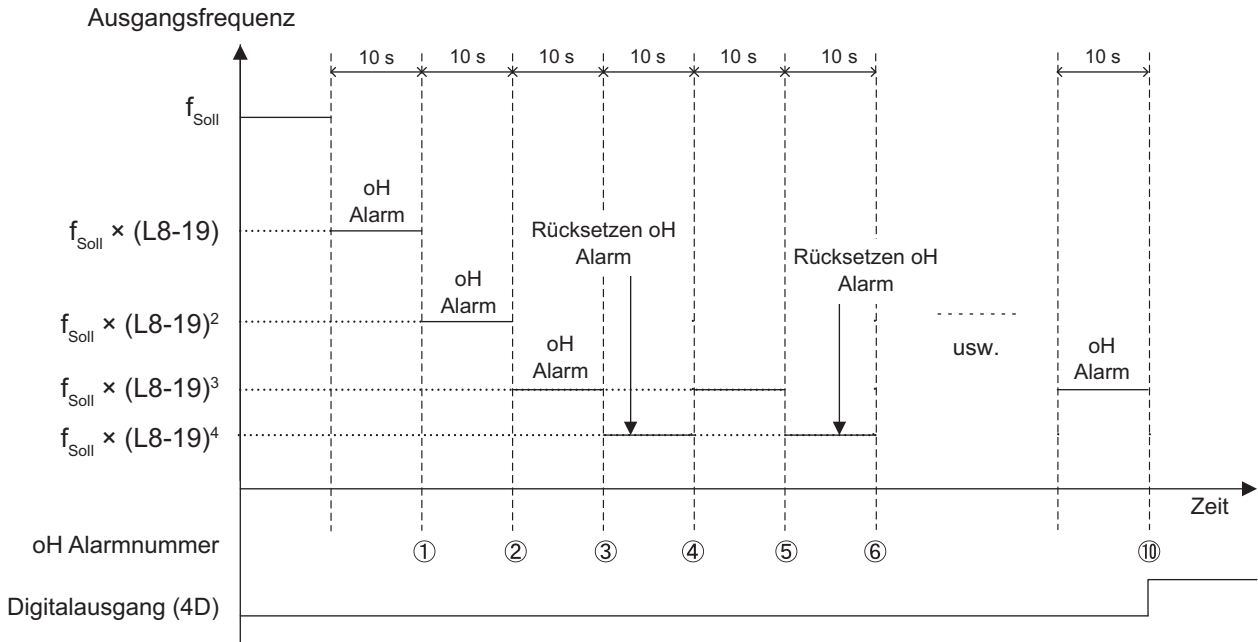 Ausgangsfrequenz
10 s 10 s 10 s 10 s 10 s 10 s 10 s
f_Soll
oH
Alarm
f_Soll × (L8-19)
Rücksetzen oH
Alarm
Rücksetzen oH
Alarm
oH
Alarm
f_Soll × (L8-19)²
usw.
oH
Alarm
oH
Alarm
f_Soll × (L8-19)³
f_Soll × (L8-19)⁴
Zeit
oH Alarmnummer ① ② ③ ④ ⑤ ⑥ ⑩
Digitalausgang (4D)